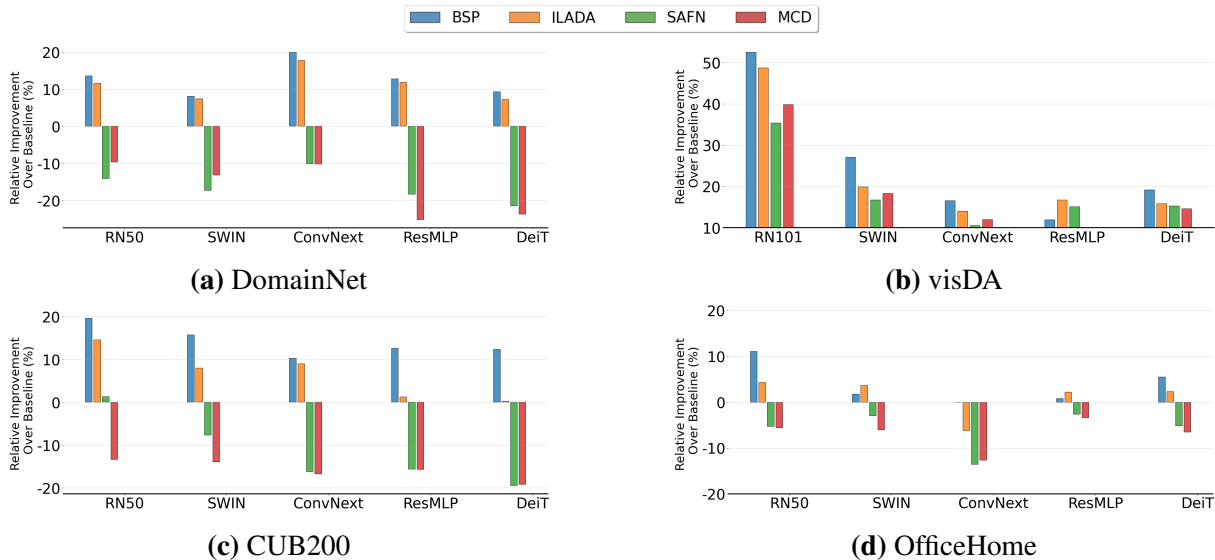 BSP ILADA SAFN MCD
Relative Improvement
Over Baseline (%)
20
10
0
-10
-20
RN50 SWIN ConvNext ResMLP DeiT
(a) DomainNet
Relative Improvement
Over Baseline (%)
50
40
30
20
10
RN101 SWIN ConvNext ResMLP DeiT
(b) visDA
Relative Improvement
Over Baseline (%)
20
10
0
-10
-20
RN50 SWIN ConvNext ResMLP DeiT
(c) CUB200
Relative Improvement
Over Baseline (%)
20
10
0
-10
-20
RN50 SWIN ConvNext ResMLP DeiT
(d) OfficeHome